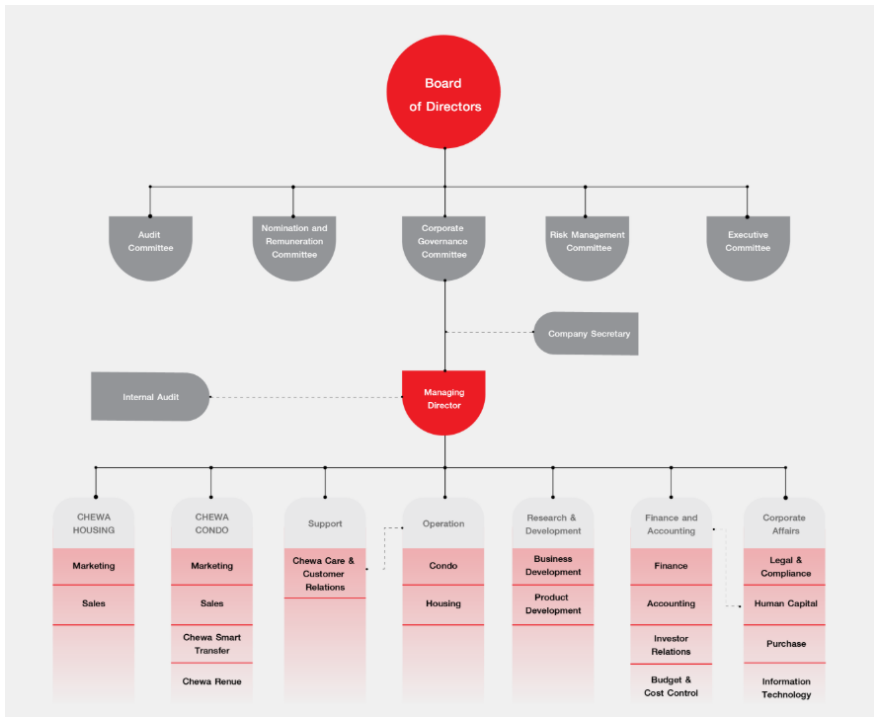 Board
of Directors
Audit
Committee
Nomination and
Remuneration
Committee
Corporate
Governance
Committee
Risk Management
Committee
Executive
Committee
Company Secretary
Internal Audit
Managing
Director
CHEWA
HOUSING
Marketing
Sales
CHEWA
CONDO
Marketing
Sales
Chewa Smart
Transfer
Chewa Renue
Support
Chewa Care &
Customer
Relations
Operation
Condo
Housing
Research &
Development
Business
Development
Product
Development
Finance and
Accounting
Finance
Accounting
Investor
Relations
Budget &
Cost Control
Corporate
Affairs
Legal &
Compliance
Human Capital
Purchase
Information
Technology